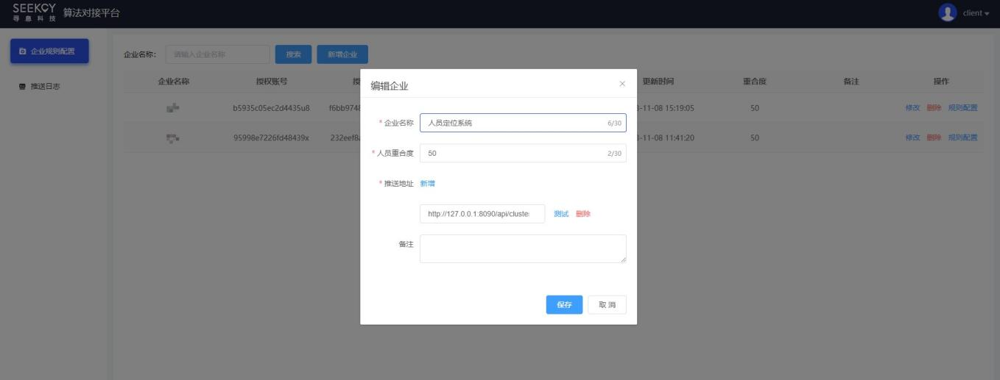 SEEKCY
寻息科技
算法对接平台
client
企业规则配置
推送日志
企业名称： 请输入企业名称 搜索 新增企业
企业名称 授权账号 授 更新时间 重合度 备注 操作
b5935c05ec2d4435u8 f6bb9748 -11-08 15:19:05 50 修改 删除 规则配置
95998e7226fd48439x 232eef8 -11-08 11:41:20 50 修改 删除 规则配置
编辑企业
* 企业名称 人员定位系统 6/30
* 人员重合度 50 2/30
* 推送地址 新增
http://127.0.0.1:8090/api/cluste 测试 删除
备注
保存 取消